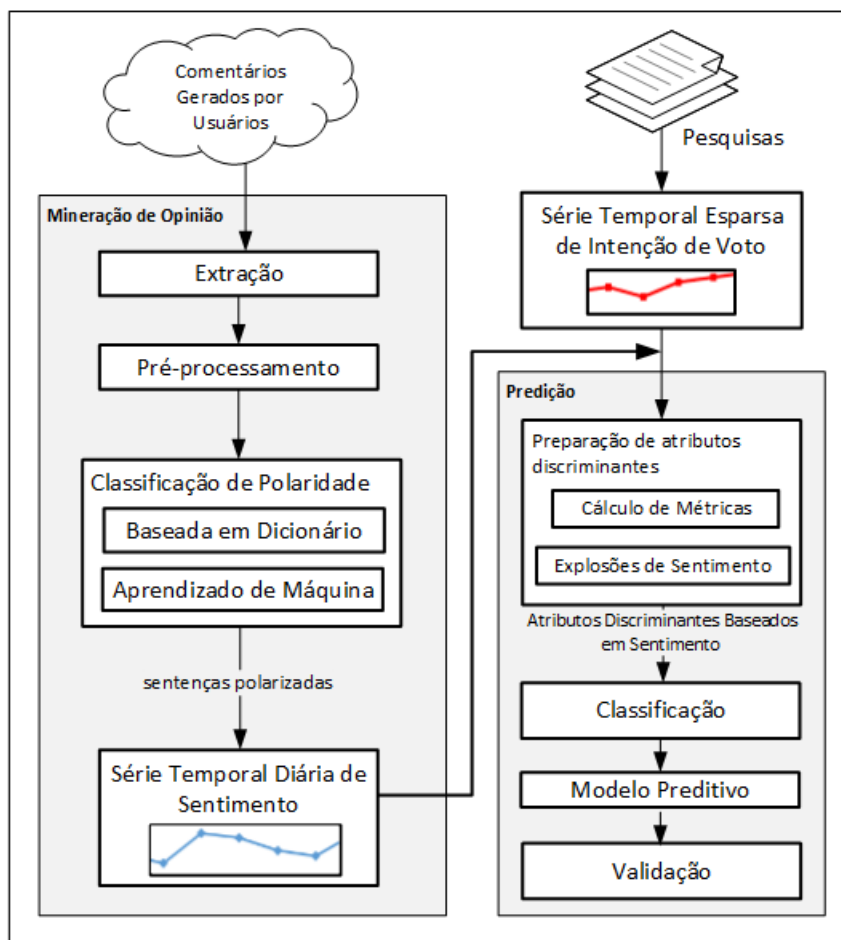 Comentários
Gerados por
Usuários
Mineração de Opinião
Extração
Pré-processamento
Classificação de Polaridade
Baseada em Dicionário
Aprendizado de Máquina
sentenças polarizadas
Série Temporal Diária de
Sentimento
Pesquisas
Série Temporal Esparsa
de Intenção de Voto
Predição
Preparação de atributos
discriminantes
Cálculo de Métricas
Explosões de Sentimento
Atributos Discriminantes Baseados
em Sentimento
Classificação
Modelo Preditivo
Validação